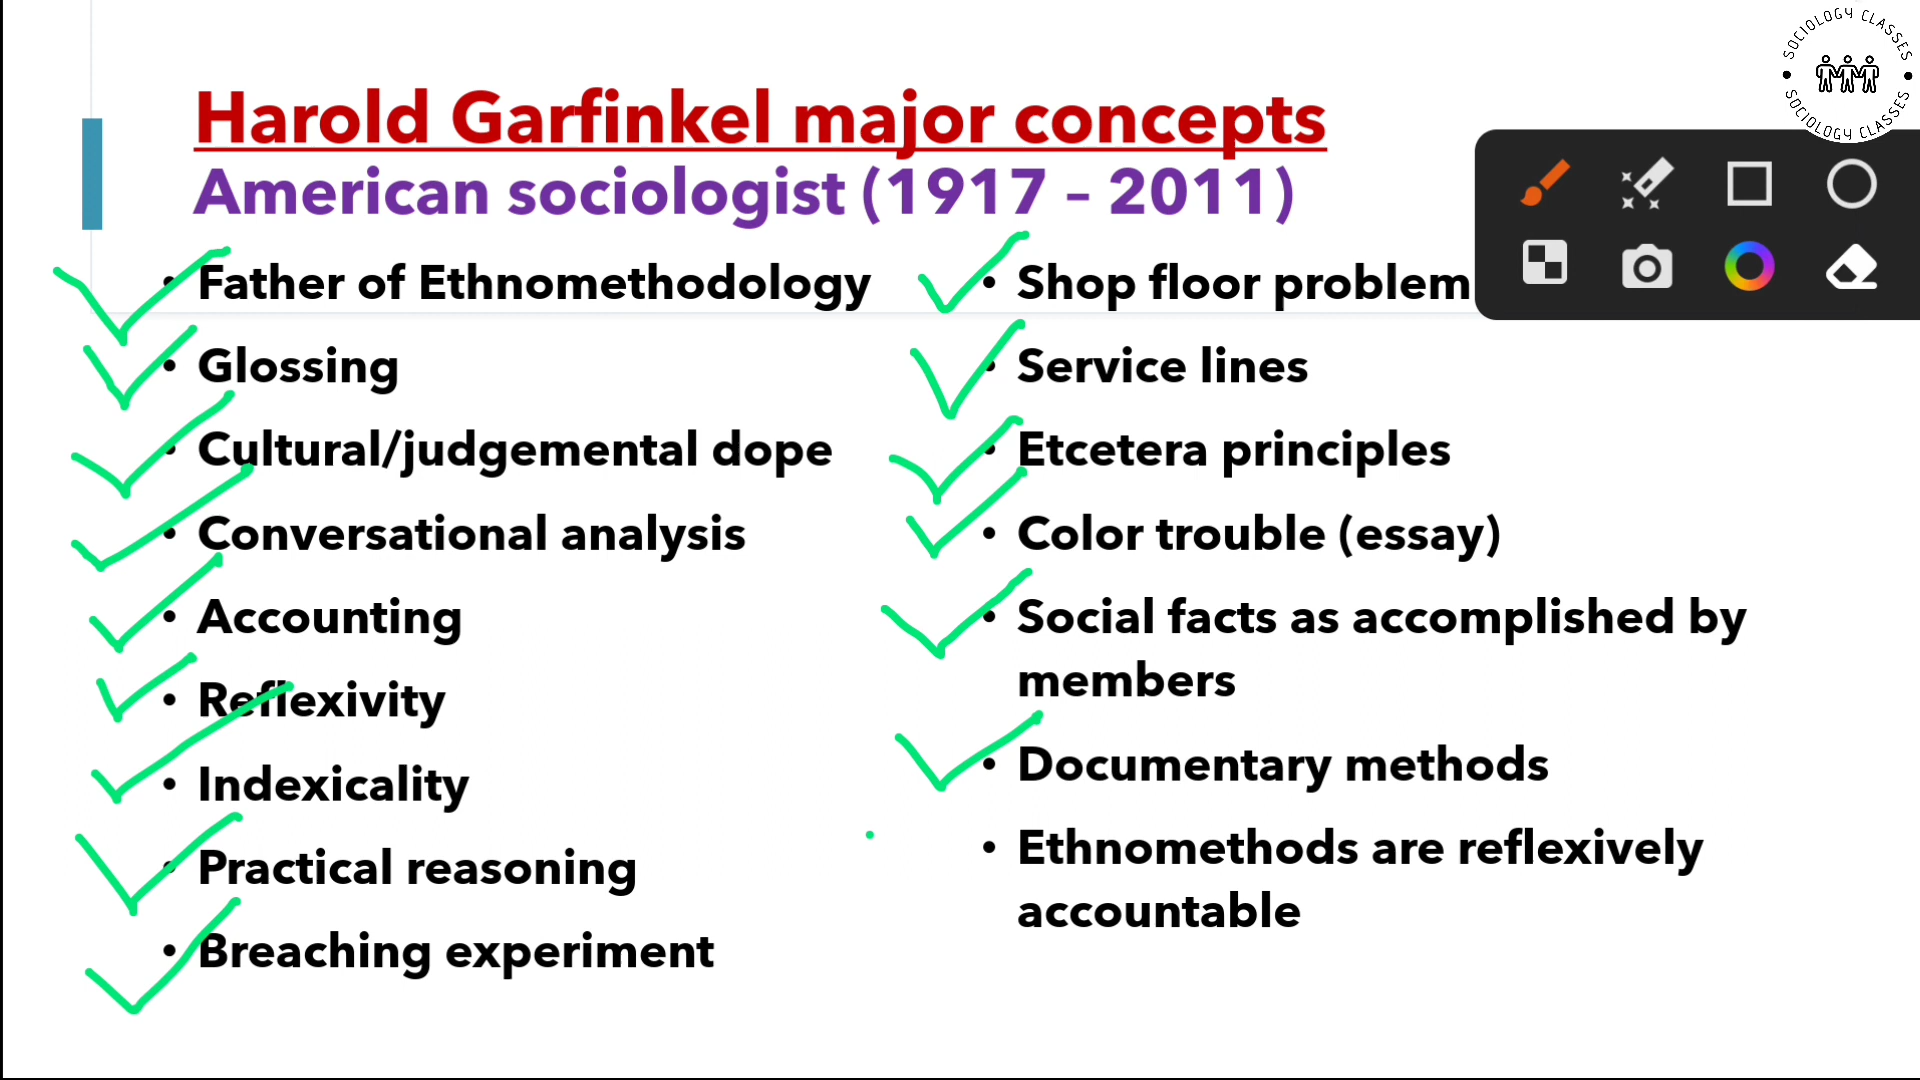 Harold Garfinkel major concepts
American sociologist (1917 – 2011)
• Father of Ethnomethodology
• Glossing
• Cultural/judgemental dope
• Conversational analysis
• Accounting
• Reflexivity
• Indexicality
• Practical reasoning
• Breaching experiment
• Shop floor problem
• Service lines
• Etcetera principles
• Color trouble (essay)
• Social facts as accomplished by
members
• Documentary methods
• Ethnomethods are reflexively
accountable
SOCIOLOGY CLASSES
SOCIOLOGY CLASSES